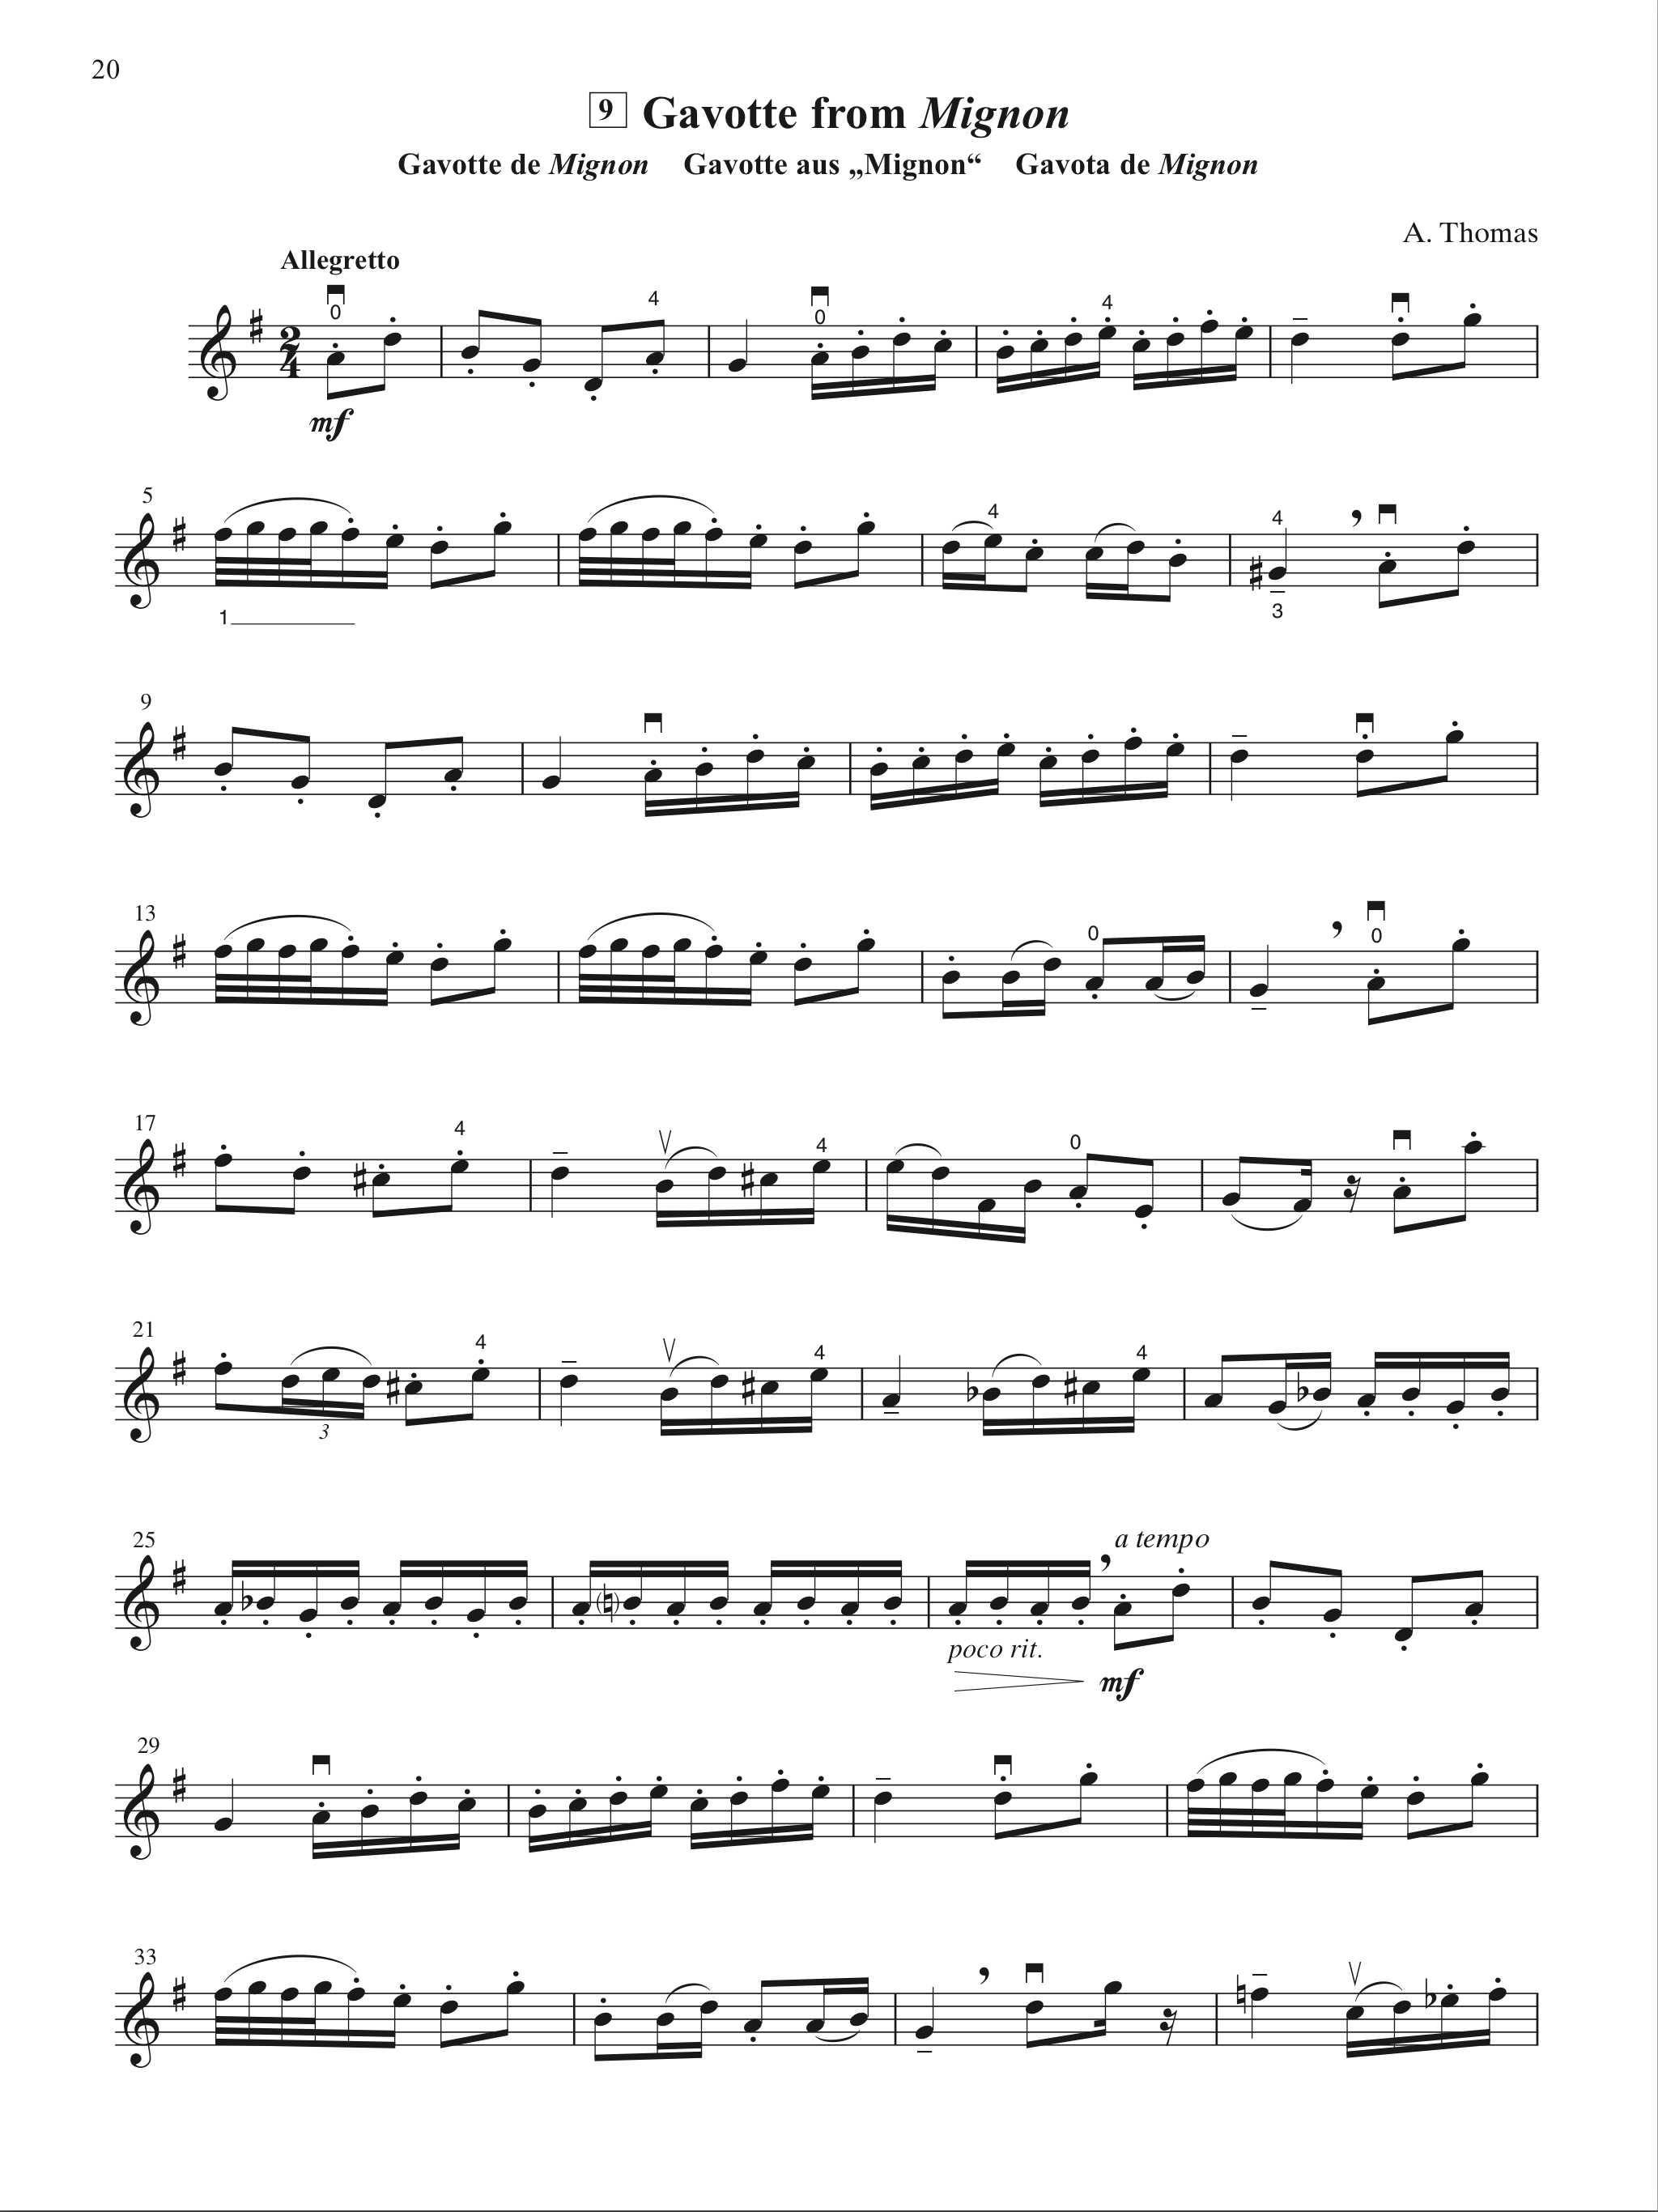 20
9 Gavotte from Mignon
Gavotte de Mignon Gavotte aus „Mignon“ Gavota de Mignon
A. Thomas
Allegretto
0 4 0 4
2
4
mf
5
4 4
1 3
9
13
0 0
17
4 4 0
21
4 4 4
3
25
a tempo
poco rit.
mf
29
33